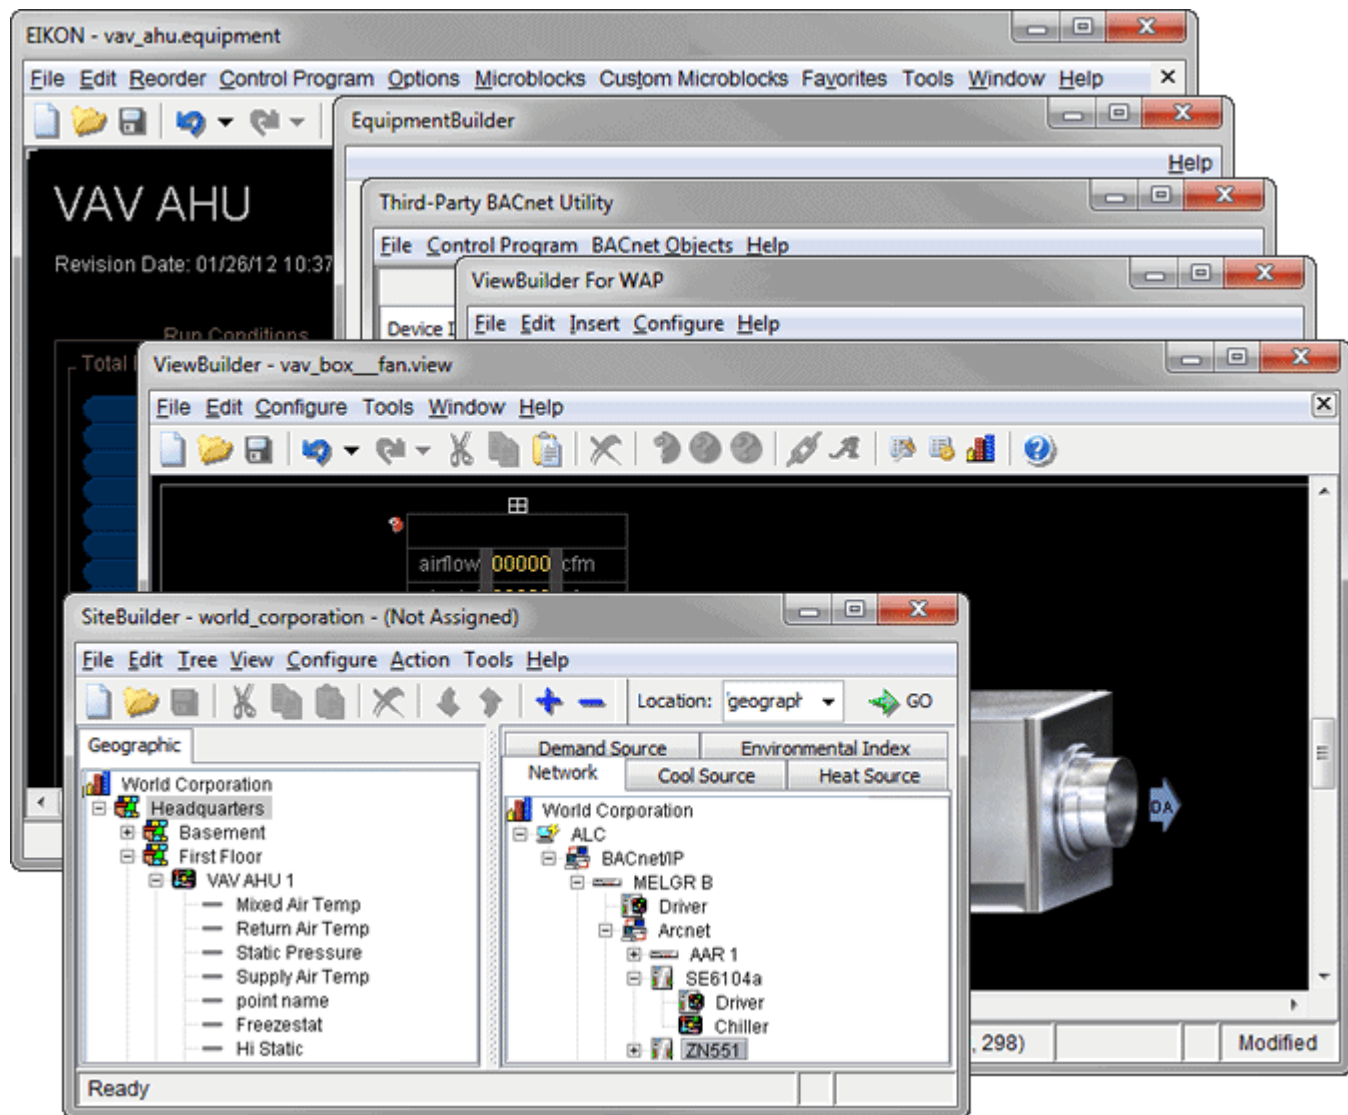 EIKON - vav_ahu.equipment
File Edit Reorder Control Program Options Microblocks Custom Microblocks Favorites Tools Window Help
EquipmentBuilder
Help
VAV AHU
Revision Date: 01/26/12 10:37
Run Conditions
Total
Third-Party BACnet Utility
File Control Program BACnet Objects Help
Device I
ViewBuilder For WAP
File Edit Insert Configure Help
ViewBuilder - vav_box__fan.view
File Edit Configure Tools Window Help
airflow 00000 cfm
DA
, 298) Modified
SiteBuilder - world_corporation - (Not Assigned)
File Edit Tree View Configure Action Tools Help
Location: geograph GO
Geographic
World Corporation
Headquarters
Basement
First Floor
VAV AHU 1
Mixed Air Temp
Return Air Temp
Static Pressure
Supply Air Temp
point name
Freezestat
Hi Static
Demand Source Environmental Index
Network Cool Source Heat Source
World Corporation
ALC
BACnet/IP
MELGR B
Driver
Arcnet
AAR 1
SE6104a
Driver
Chiller
ZN551
Ready